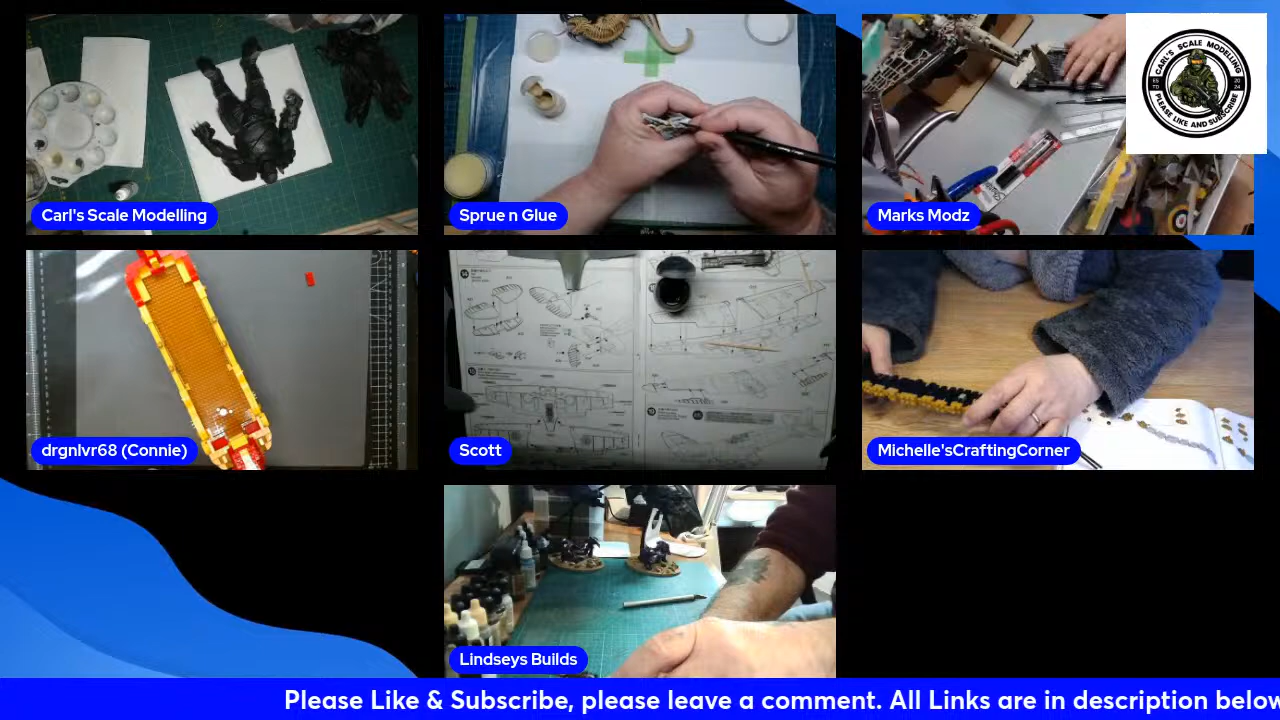 CARL'S SCALE MODELLING
PLEASE LIKE AND SUBSCRIBE
Carl's Scale Modelling
Sprue n Glue
Marks Modz
drgnlvr68 (Connie)
Scott
Michelle'sCraftingCorner
Lindseys Builds
Please Like & Subscribe, please leave a comment. All Links are in description below